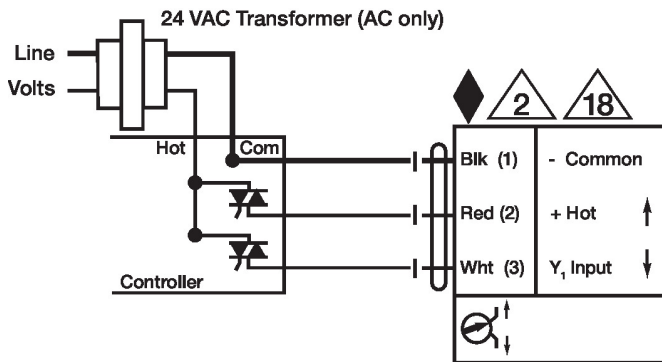 24 VAC Transformer (AC only)
Line
Volts
Hot
Com
Controller
2
18
Blk (1)
- Common
Red (2)
+ Hot
Wht (3)
Y1 Input